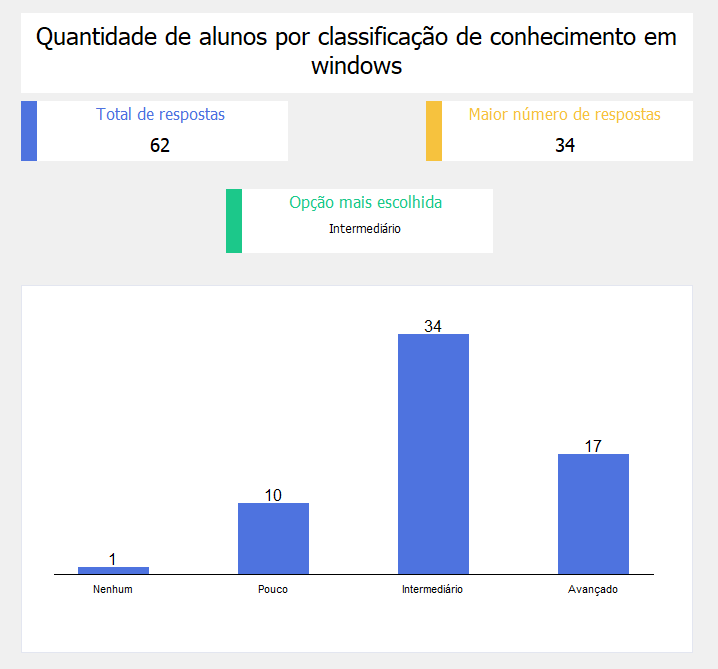 Quantidade de alunos por classificação de conhecimento em
windows
Total de respostas
62
Maior número de respostas
34
Opção mais escolhida
Intermediário
34
17
10
1
Nenhum
Pouco
Intermediário
Avançado